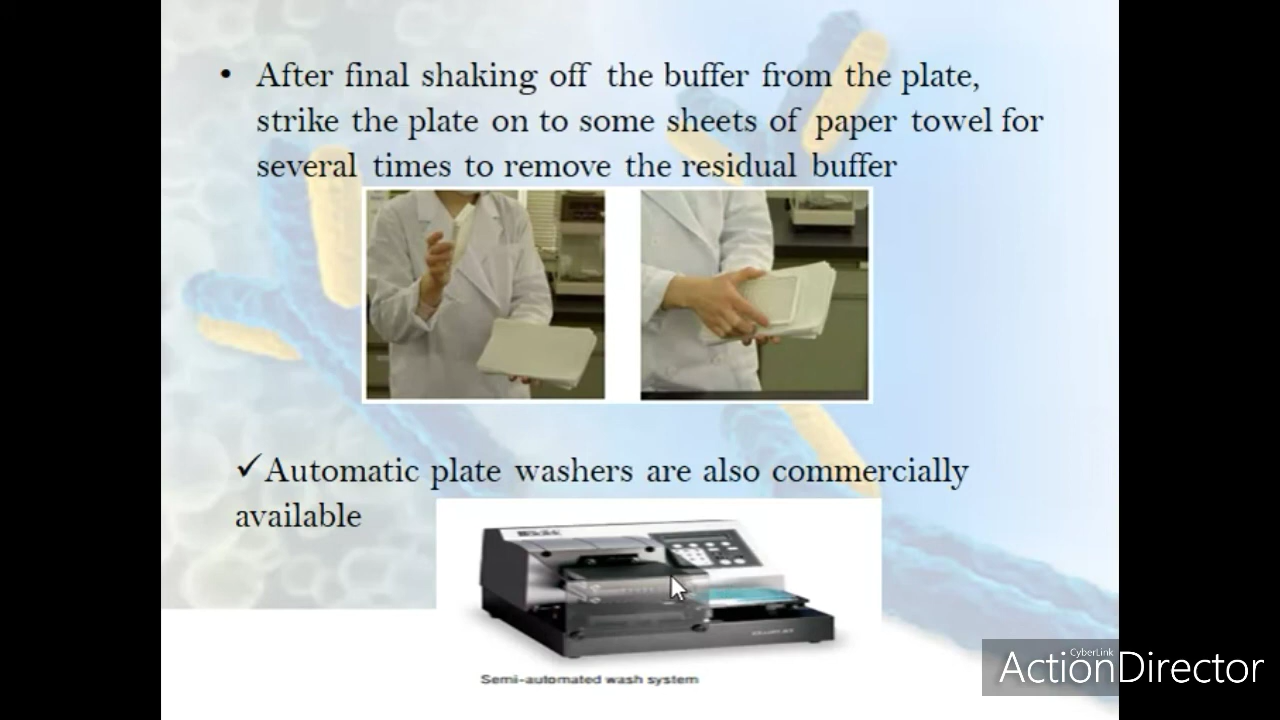 • After final shaking off the buffer from the plate,
strike the plate on to some sheets of paper towel for
several times to remove the residual buffer
✓Automatic plate washers are also commercially
available
Semi-automated wash system
CyberLink
ActionDirector